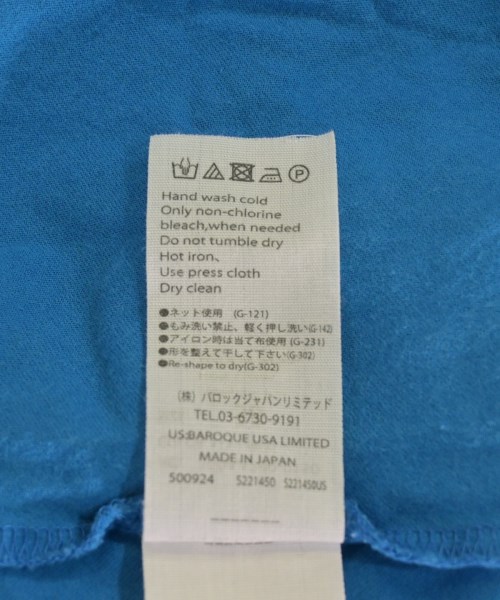 Hand wash cold
Only non-chlorine
bleach,when needed
Do not tumble dry
Hot iron、
Use press cloth
Dry clean
●ネット使用 (G-121)
●もみ洗い禁止、軽く押し洗い(G-142)
●アイロン時は当て布使用(G-231)
●形を整えて干して下さい(G-302)
●Re-shape to dry(G-302)
(株) バロックジャパンリミテッド
TEL.03-6730-9191
US:BAROQUE USA LIMITED
MADE IN JAPAN
500924 S221450 S221450US